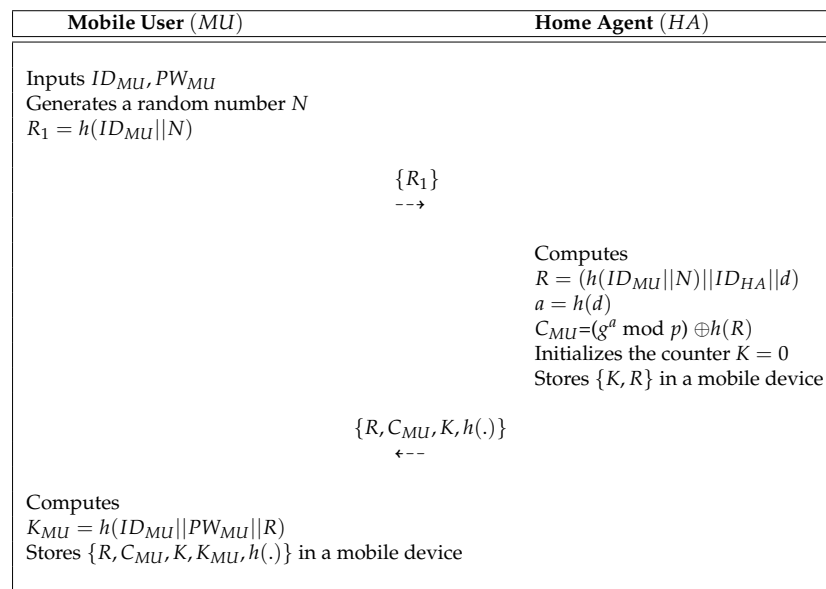 Mobile User (MU) Home Agent (HA)
Inputs ID_MU, PW_MU
Generates a random number N
R_1 = h(ID_MU||N)
{R_1}
--→
Computes
R = (h(ID_MU||N)||ID_HA||d)
a = h(d)
C_MU=(g^a mod p) ⊕h(R)
Initializes the counter K = 0
Stores {K, R} in a mobile device
{R, C_MU, K, h(.)}
←--
Computes
K_MU = h(ID_MU||PW_MU||R)
Stores {R, C_MU, K, K_MU, h(.)} in a mobile device